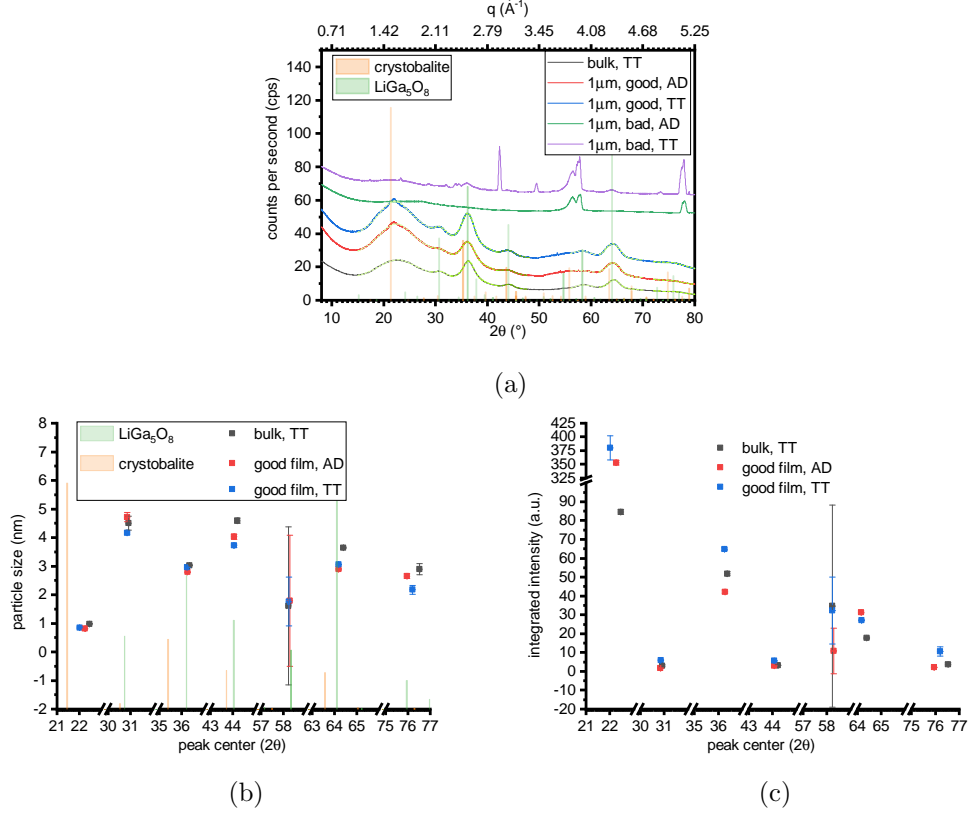 q (Å-1)
0.71 1.42 2.11 2.79 3.45 4.08 4.68 5.25
140
120
100
80
60
40
20
0
counts per second (cps)
crystobalite
LiGa5O8
bulk, TT
1μm, good, AD
1μm, good, TT
1μm, bad, AD
1μm, bad, TT
10 20 30 40 50 60 70 80
2θ (°)
(a)
8
7
6
5
4
3
2
1
0
-1
-2
particle size (nm)
LiGa5O8
crystobalite
bulk, TT
good film, AD
good film, TT
21 22 30 31 36 43 44 57 58 63 64 65 75 76 77
peak center (2θ)
(b)
425
400
375
350
325
80
70
60
50
40
30
20
10
0
-10
-20
integrated intensity (a.u.)
bulk, TT
good film, AD
good film, TT
21 22 30 31 36 43 44 57 58 64 65 75 76 77
peak center (2θ)
(c)